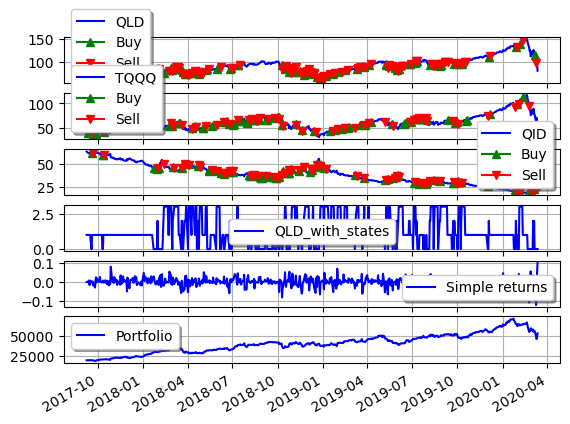 QLD
Buy
Sell
150
100
TQQQ
Buy
Sell
100
50
QID
Buy
Sell
50
25
QLD_with_states
2.5
0.0
Simple returns
0.1
0.0
−0.1
Portfolio
50000
25000
2017-10 2018-01 2018-04 2018-07 2018-10 2019-01 2019-04 2019-07 2019-10 2020-01 2020-04